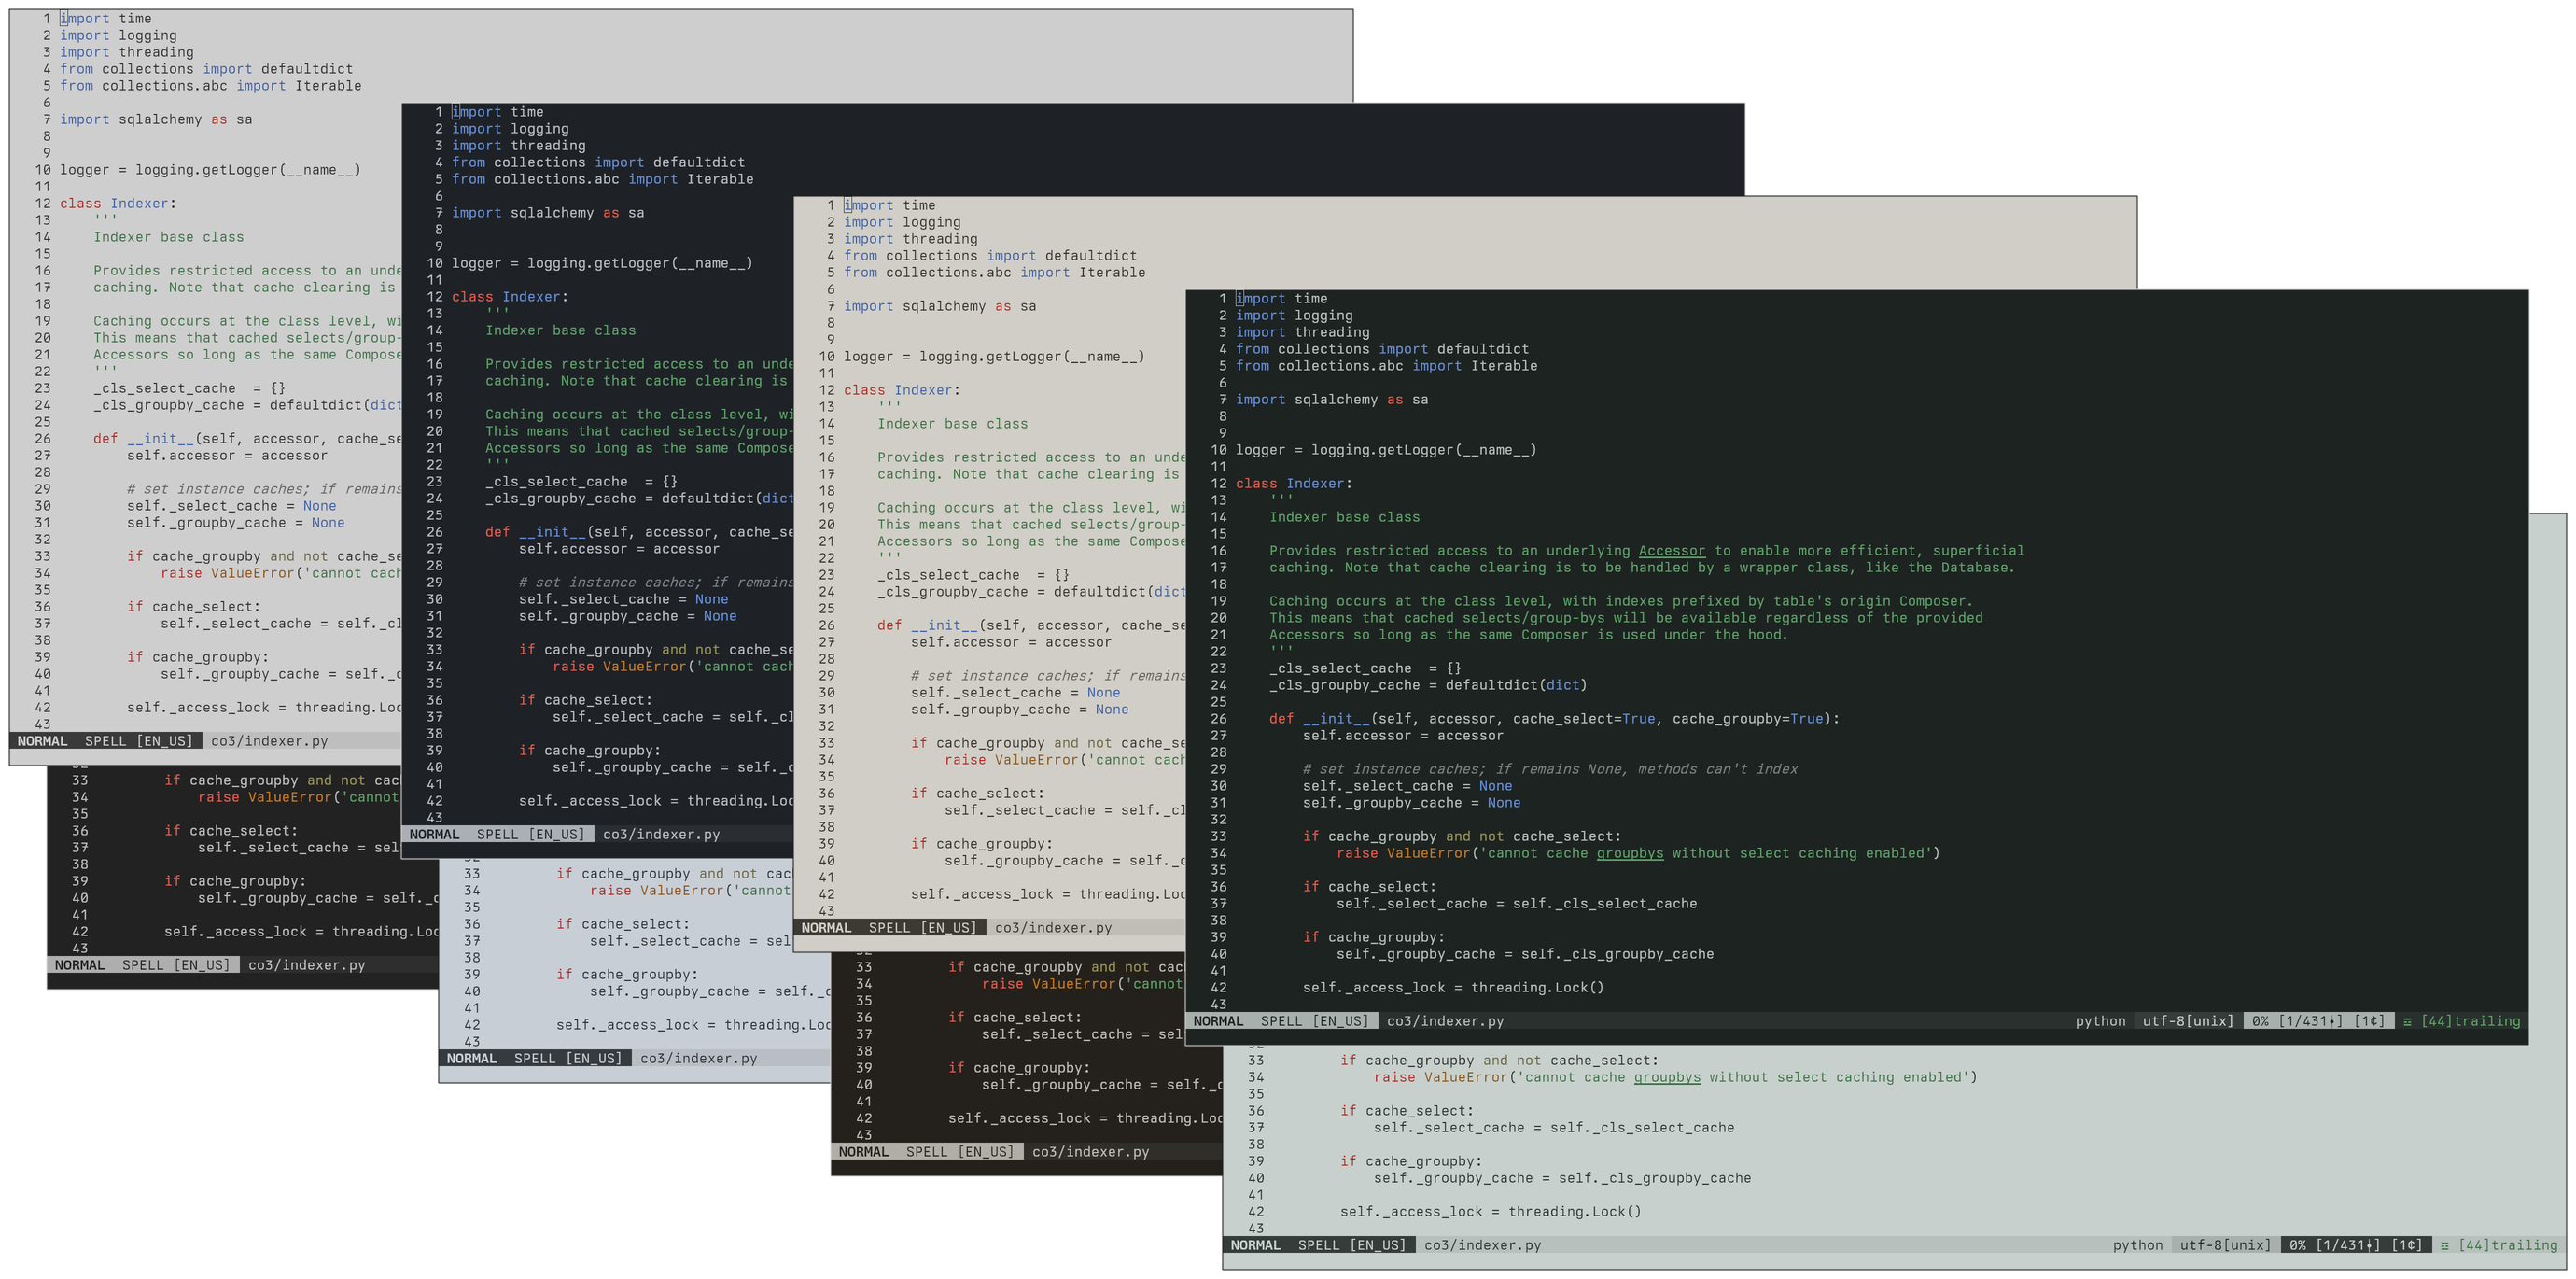 1 import time
2 import logging
3 import threading
4 from collections import defaultdict
5 from collections.abc import Iterable
6
7 import sqlalchemy as sa
8
9
10 logger = logging.getLogger(__name__)
11
12 class Indexer:
13     '''
14     Indexer base class
15
16     Provides restricted access to an unde
17     caching. Note that cache clearing is
18
19     Caching occurs at the class level, wi
20     This means that cached selects/group-
21     Accessors so long as the same Compose
22     '''
23     _cls_select_cache  = {}
24     _cls_groupby_cache = defaultdict(dict
25
26     def __init__(self, accessor, cache_se
27         self.accessor = accessor
28
29         # set instance caches; if remains
30         self._select_cache = None
31         self._groupby_cache = None
32
33         if cache_groupby and not cache_se
34             raise ValueError('cannot cach
35
36         if cache_select:
37             self._select_cache = self._cl
38
39         if cache_groupby:
40             self._groupby_cache = self._c
41
42         self._access_lock = threading.Loc
43
NORMAL  SPELL [EN_US]  co3/indexer.py
33         if cache_groupby and not cac
34             raise ValueError('cannot
35
36         if cache_select:
37             self._select_cache = sel
38
39         if cache_groupby:
40             self._groupby_cache = self._c
41
42         self._access_lock = threading.Loc
43
NORMAL  SPELL [EN_US]  co3/indexer.py
1 import time
2 import logging
3 import threading
4 from collections import defaultdict
5 from collections.abc import Iterable
6
7 import sqlalchemy as sa
8
9
10 logger = logging.getLogger(__name__)
11
12 class Indexer:
13     '''
14     Indexer base class
15
16     Provides restricted access to an unde
17     caching. Note that cache clearing is
18
19     Caching occurs at the class level, wi
20     This means that cached selects/group-
21     Accessors so long as the same Compose
22     '''
23     _cls_select_cache  = {}
24     _cls_groupby_cache = defaultdict(dict
25
26     def __init__(self, accessor, cache_se
27         self.accessor = accessor
28
29         # set instance caches; if remains
30         self._select_cache = None
31         self._groupby_cache = None
32
33         if cache_groupby and not cache_se
34             raise ValueError('cannot cach
35
36         if cache_select:
37             self._select_cache = self._cl
38
39         if cache_groupby:
40             self._groupby_cache = self._c
41
42         self._access_lock = threading.Loc
43
NORMAL  SPELL [EN_US]  co3/indexer.py
33         if cache_groupby and not cac
34             raise ValueError('cannot
35
36         if cache_select:
37             self._select_cache = sel
38
39         if cache_groupby:
40             self._groupby_cache = self._c
41
42         self._access_lock = threading.Loc
43
NORMAL  SPELL [EN_US]  co3/indexer.py
1 import time
2 import logging
3 import threading
4 from collections import defaultdict
5 from collections.abc import Iterable
6
7 import sqlalchemy as sa
8
9
10 logger = logging.getLogger(__name__)
11
12 class Indexer:
13     '''
14     Indexer base class
15
16     Provides restricted access to an unde
17     caching. Note that cache clearing is
18
19     Caching occurs at the class level, wi
20     This means that cached selects/group-
21     Accessors so long as the same Compose
22     '''
23     _cls_select_cache  = {}
24     _cls_groupby_cache = defaultdict(dict
25
26     def __init__(self, accessor, cache_se
27         self.accessor = accessor
28
29         # set instance caches; if remains
30         self._select_cache = None
31         self._groupby_cache = None
32
33         if cache_groupby and not cache_se
34             raise ValueError('cannot cach
35
36         if cache_select:
37             self._select_cache = self._cl
38
39         if cache_groupby:
40             self._groupby_cache = self._c
41
42         self._access_lock = threading.Loc
43
NORMAL  SPELL [EN_US]  co3/indexer.py
33         if cache_groupby and not cac
34             raise ValueError('cannot
35
36         if cache_select:
37             self._select_cache = sel
38
39         if cache_groupby:
40             self._groupby_cache = self._c
41
42         self._access_lock = threading.Loc
43
NORMAL  SPELL [EN_US]  co3/indexer.py
1 import time
2 import logging
3 import threading
4 from collections import defaultdict
5 from collections.abc import Iterable
6
7 import sqlalchemy as sa
8
9
10 logger = logging.getLogger(__name__)
11
12 class Indexer:
13     '''
14     Indexer base class
15
16     Provides restricted access to an underlying Accessor to enable more efficient, superficial
17     caching. Note that cache clearing is to be handled by a wrapper class, like the Database.
18
19     Caching occurs at the class level, with indexes prefixed by table's origin Composer.
20     This means that cached selects/group-bys will be available regardless of the provided
21     Accessors so long as the same Composer is used under the hood.
22     '''
23     _cls_select_cache  = {}
24     _cls_groupby_cache = defaultdict(dict)
25
26     def __init__(self, accessor, cache_select=True, cache_groupby=True):
27         self.accessor = accessor
28
29         # set instance caches; if remains None, methods can't index
30         self._select_cache = None
31         self._groupby_cache = None
32
33         if cache_groupby and not cache_select:
34             raise ValueError('cannot cache groupbys without select caching enabled')
35
36         if cache_select:
37             self._select_cache = self._cls_select_cache
38
39         if cache_groupby:
40             self._groupby_cache = self._cls_groupby_cache
41
42         self._access_lock = threading.Lock()
43
NORMAL  SPELL [EN_US]  co3/indexer.py  python  utf-8[unix]  0% [1/431] [1¢]  [44]trailing
33         if cache_groupby and not cache_select:
34             raise ValueError('cannot cache groupbys without select caching enabled')
35
36         if cache_select:
37             self._select_cache = self._cls_select_cache
38
39         if cache_groupby:
40             self._groupby_cache = self._cls_groupby_cache
41
42         self._access_lock = threading.Lock()
43
NORMAL  SPELL [EN_US]  co3/indexer.py  python  utf-8[unix]  0% [1/431] [1¢]  [44]trailing